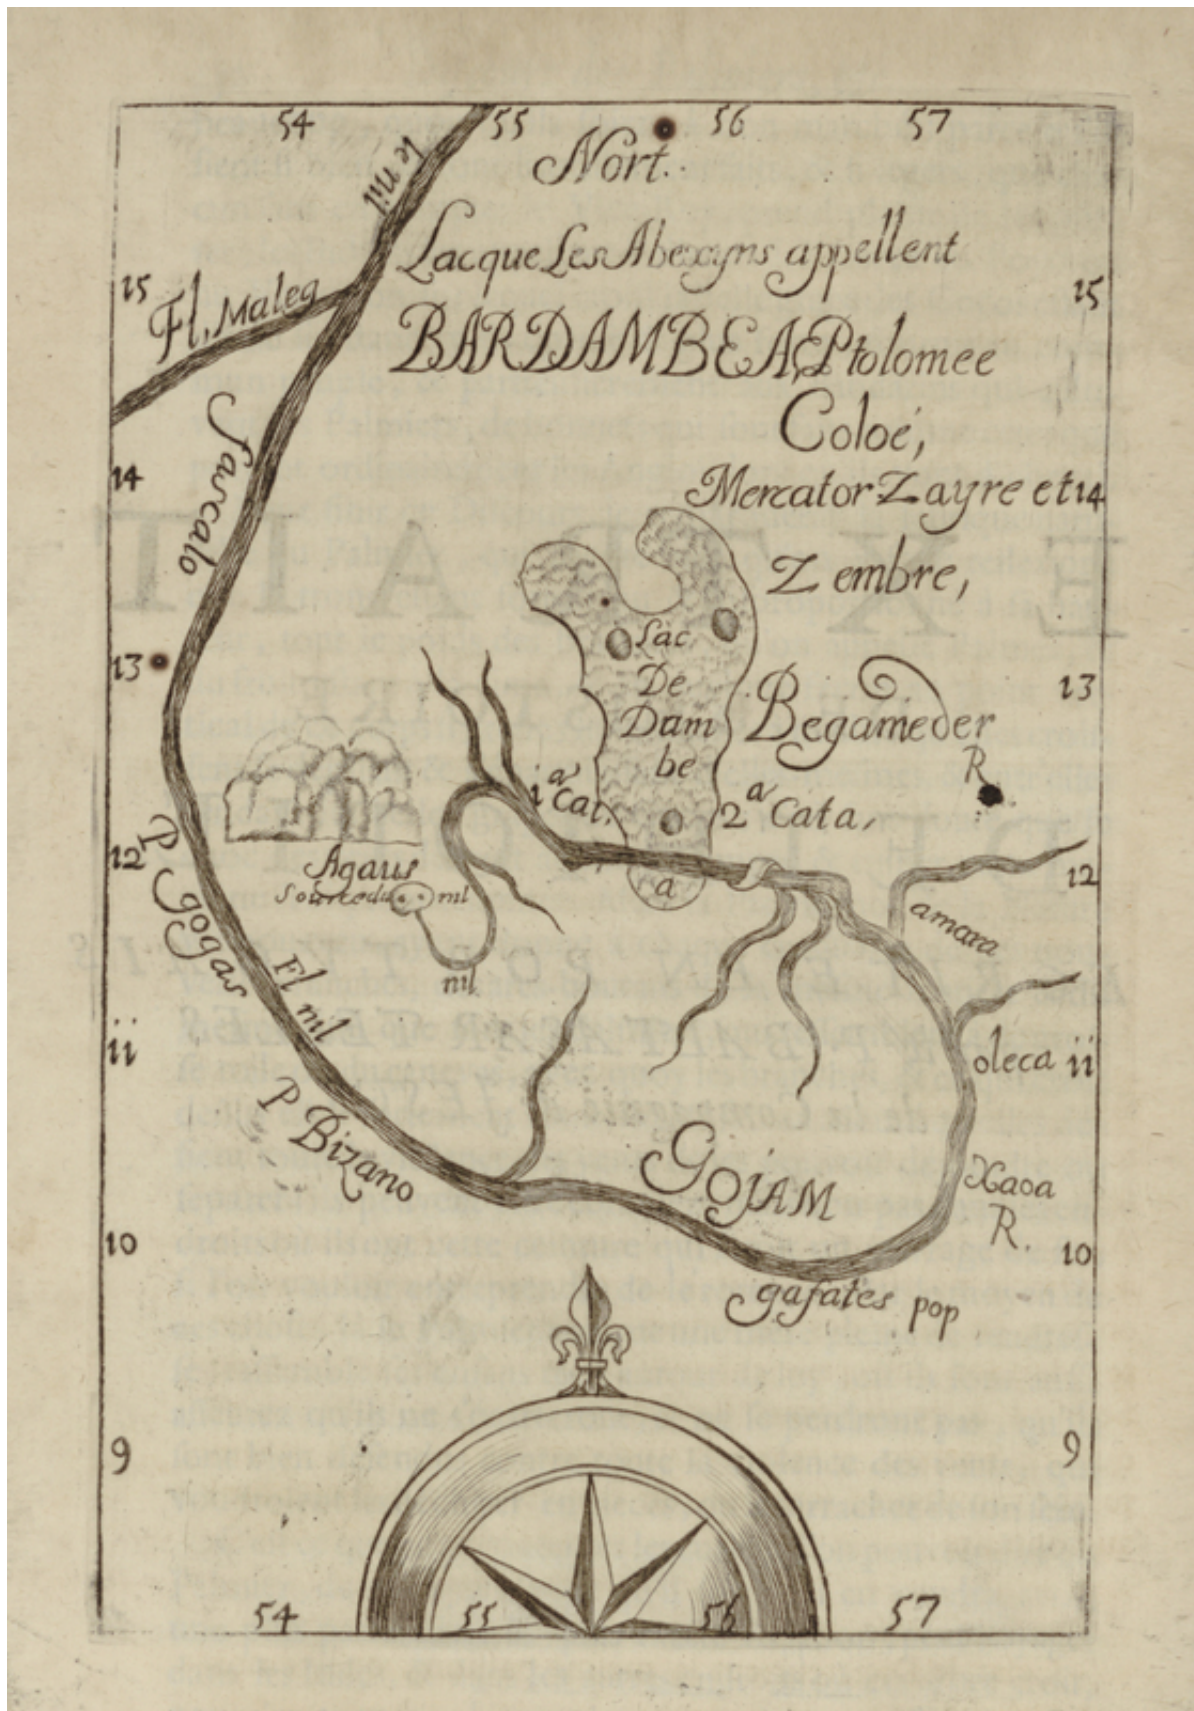 54 55 56 57
Nort.
le nil
Lac que Les Abexyns appellent
15 15
Fl. Maleg
BARDAMBEA, Ptolomee
Coloé,
14 Mercator Zayre et 14
fascalo
Zembre,
Lac
De
Dam
be
13 13
Begameder
R
1a Cat.
2a Cata,
P gogas
12 12
Agaus
Source du nil
a
amara
nil
Fl nil
11 11
oleca
P Bizano
GOJAM
Xaoa
R.
10 10
gafates pop
9 9
54 55 56 57